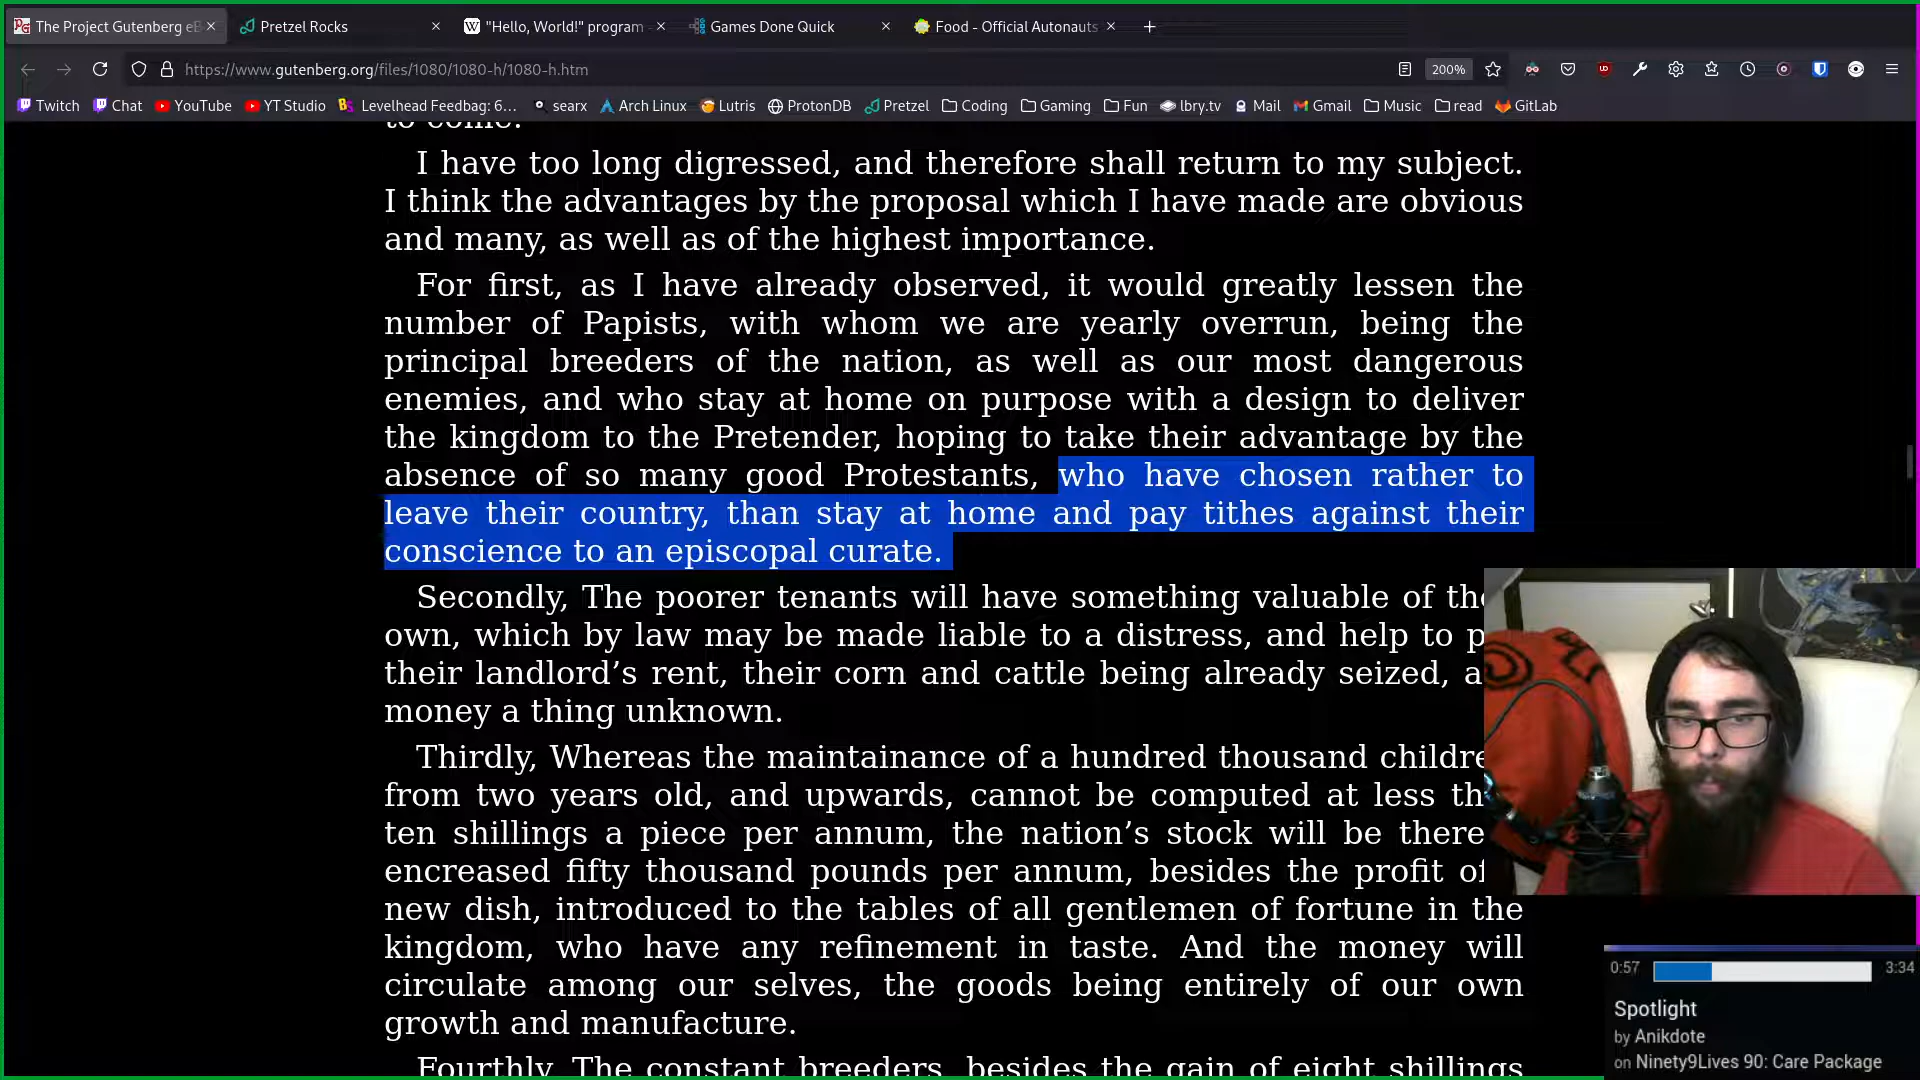 The Project Gutenberg eB
Pretzel Rocks
"Hello, World!" program -
Games Done Quick
Food - Official Autonauts
https://www.gutenberg.org/files/1080/1080-h/1080-h.htm
200%
Twitch
Chat
YouTube
YT Studio
Levelhead Feedbag: 6…
searx
Arch Linux
Lutris
ProtonDB
Pretzel
Coding
Gaming
Fun
lbry.tv
Mail
Gmail
Music
read
GitLab
to come.
I have too long digressed, and therefore shall return to my subject.
I think the advantages by the proposal which I have made are obvious
and many, as well as of the highest importance.
For first, as I have already observed, it would greatly lessen the
number of Papists, with whom we are yearly overrun, being the
principal breeders of the nation, as well as our most dangerous
enemies, and who stay at home on purpose with a design to deliver
the kingdom to the Pretender, hoping to take their advantage by the
absence of so many good Protestants, who have chosen rather to
leave their country, than stay at home and pay tithes against their
conscience to an episcopal curate.
Secondly, The poorer tenants will have something valuable of the
own, which by law may be made liable to a distress, and help to p
their landlord’s rent, their corn and cattle being already seized, a
money a thing unknown.
Thirdly, Whereas the maintainance of a hundred thousand childre
from two years old, and upwards, cannot be computed at less th
ten shillings a piece per annum, the nation’s stock will be there
encreased fifty thousand pounds per annum, besides the profit of
new dish, introduced to the tables of all gentlemen of fortune in the
kingdom, who have any refinement in taste. And the money will
circulate among our selves, the goods being entirely of our own
growth and manufacture.
Fourthly, The constant breeders, besides the gain of eight shillings
0:57
3:34
Spotlight
by Anikdote
on Ninety9Lives 90: Care Package